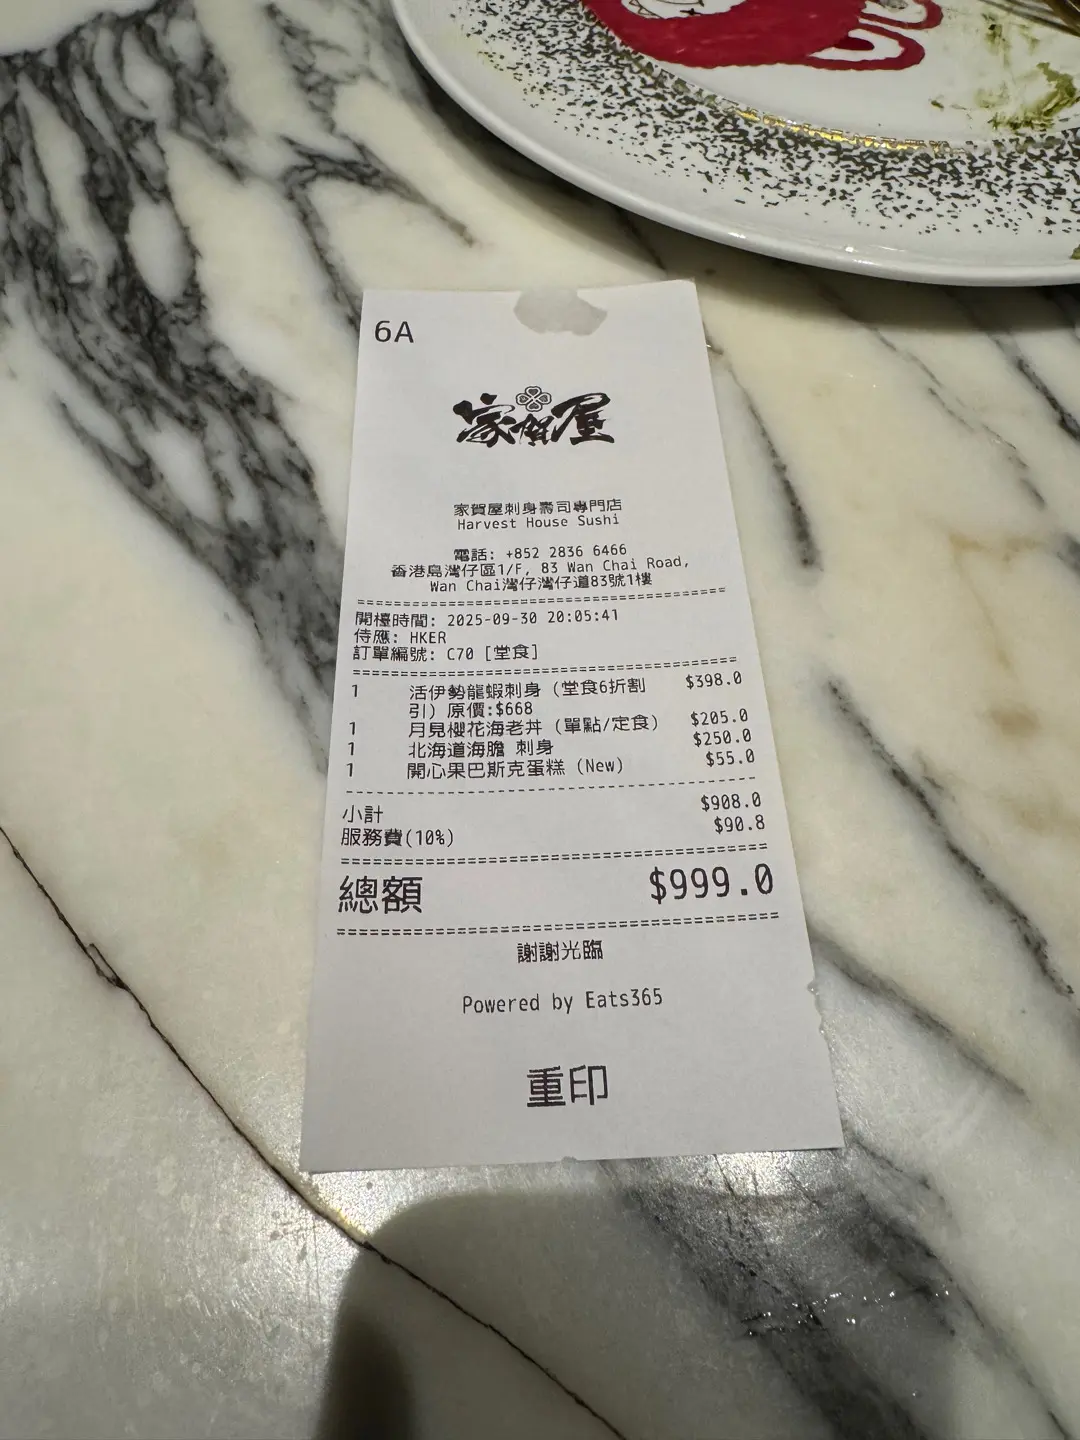 6A
家賀屋
家賀屋刺身壽司專門店
Harvest House Sushi
電話: +852 2836 6466
香港島灣仔區1/F, 83 Wan Chai Road,
Wan Chai灣仔灣仔道83號1樓
開檯時間: 2025-09-30 20:05:41
侍應: HKER
訂單編號: C70 [堂食]
1 活伊勢龍蝦刺身 (堂食6折割 $398.0
引) 原價:$668
1 月見櫻花海老丼 (單點/定食) $205.0
1 北海道海膽 刺身 $250.0
1 開心果巴斯克蛋糕 (New) $55.0
小計 $908.0
服務費(10%) $90.8
總額 $999.0
謝謝光臨
Powered by Eats365
重印